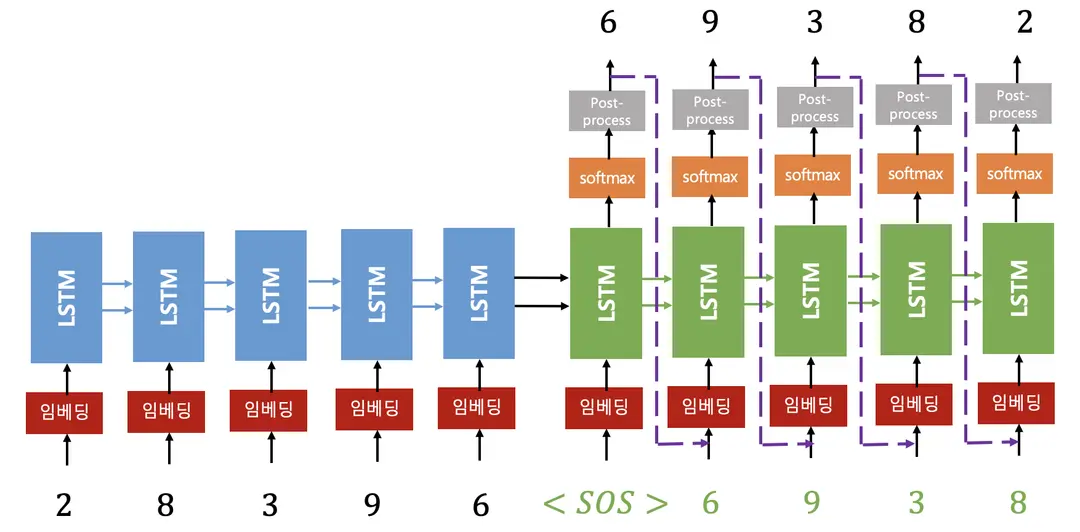 6 9 3 8 2
Post-process Post-process Post-process Post-process Post-process
softmax softmax softmax softmax softmax
LSTM LSTM LSTM LSTM LSTM LSTM LSTM LSTM LSTM LSTM
임베딩 임베딩 임베딩 임베딩 임베딩 임베딩 임베딩 임베딩 임베딩 임베딩
2 8 3 9 6 < SOS > 6 9 3 8